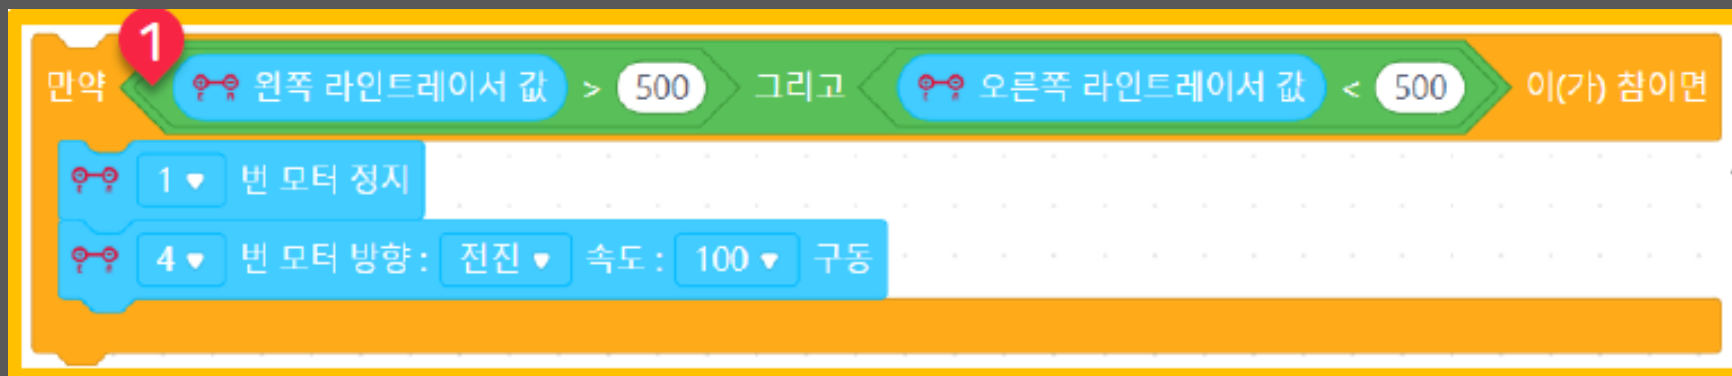 1
만약 왼쪽 라인트레이서 값 > 500 그리고 오른쪽 라인트레이서 값 < 500 이(가) 참이면
1 번 모터 정지
4 번 모터 방향 : 전진 속도 : 100 구동